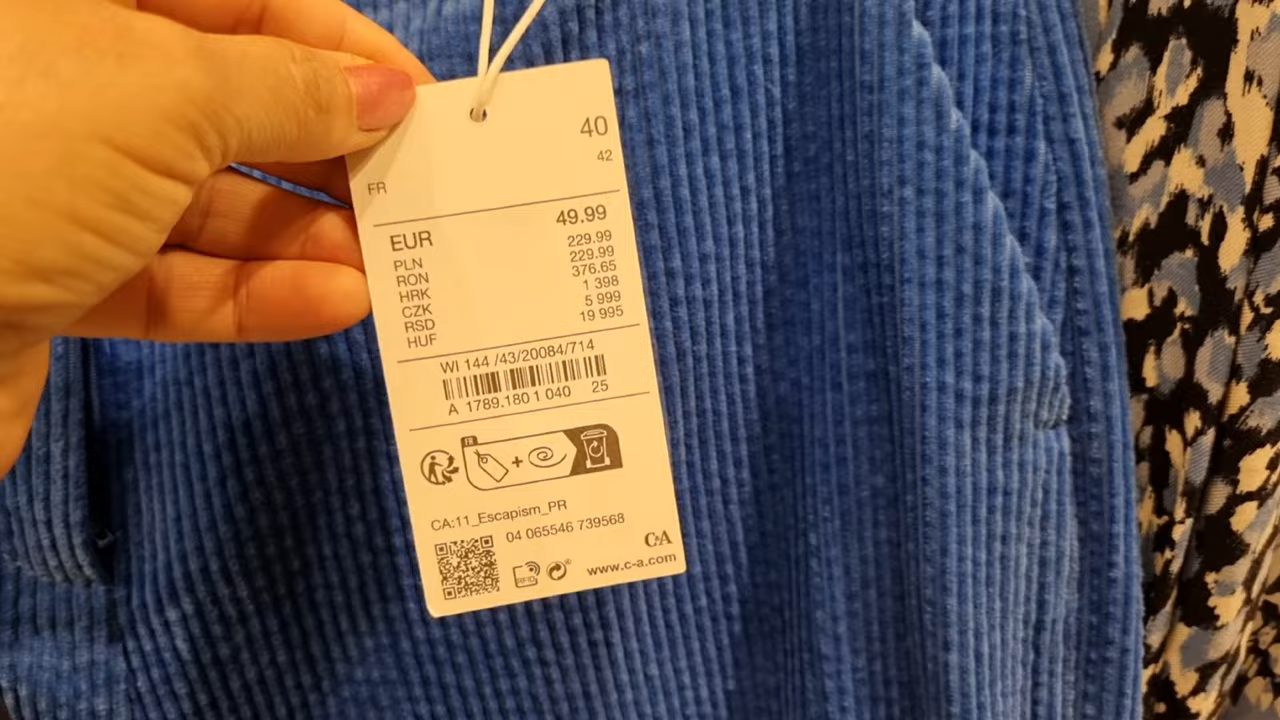 40
42
FR
EUR 49.99
PLN 229.99
RON 229.99
HRK 376.65
CZK 1 398
RSD 5 999
HUF 19 995
WI 144 /43/20084/714
A 1789.180 1 040 25
FR
+
CA:11_Escapism_PR
04 065546 739568
C&A
RFID
www.c-a.com